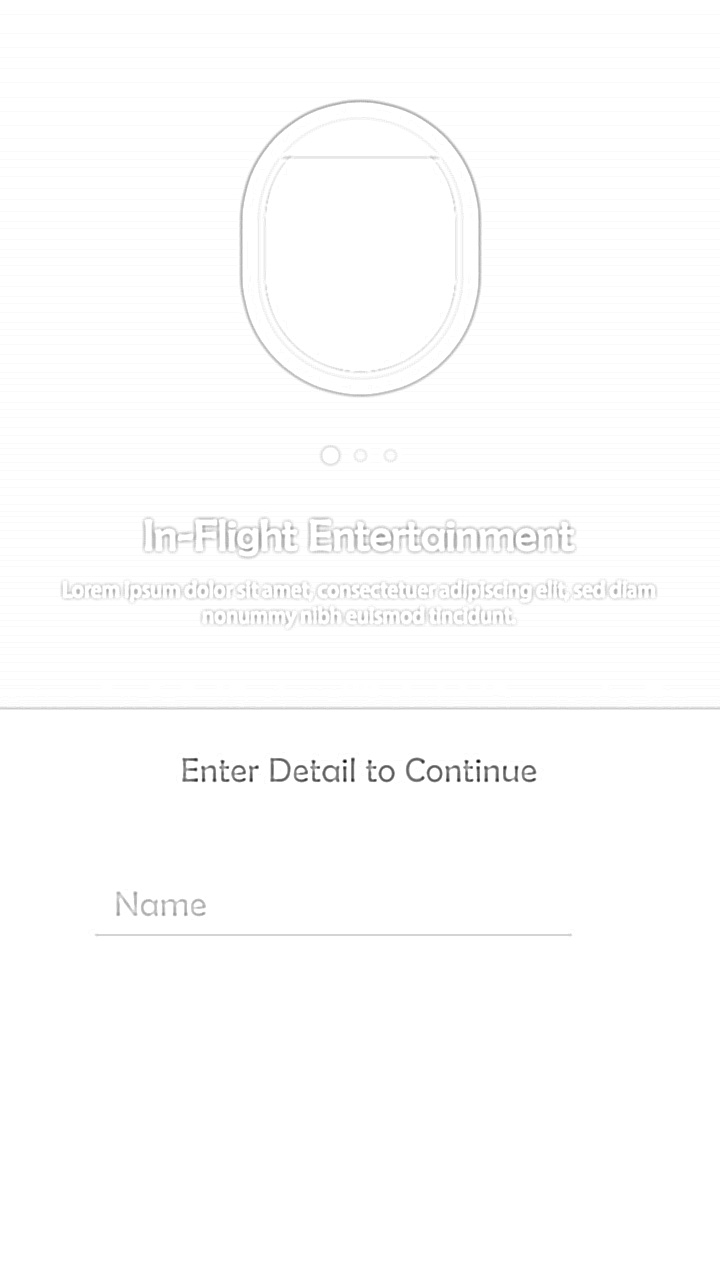 In-Flight Entertainment
Lorem ipsum dolor sit amet, consectetuer adipiscing elit, sed diam
nonummy nibh euismod tincidunt.
Enter Detail to Continue
Name